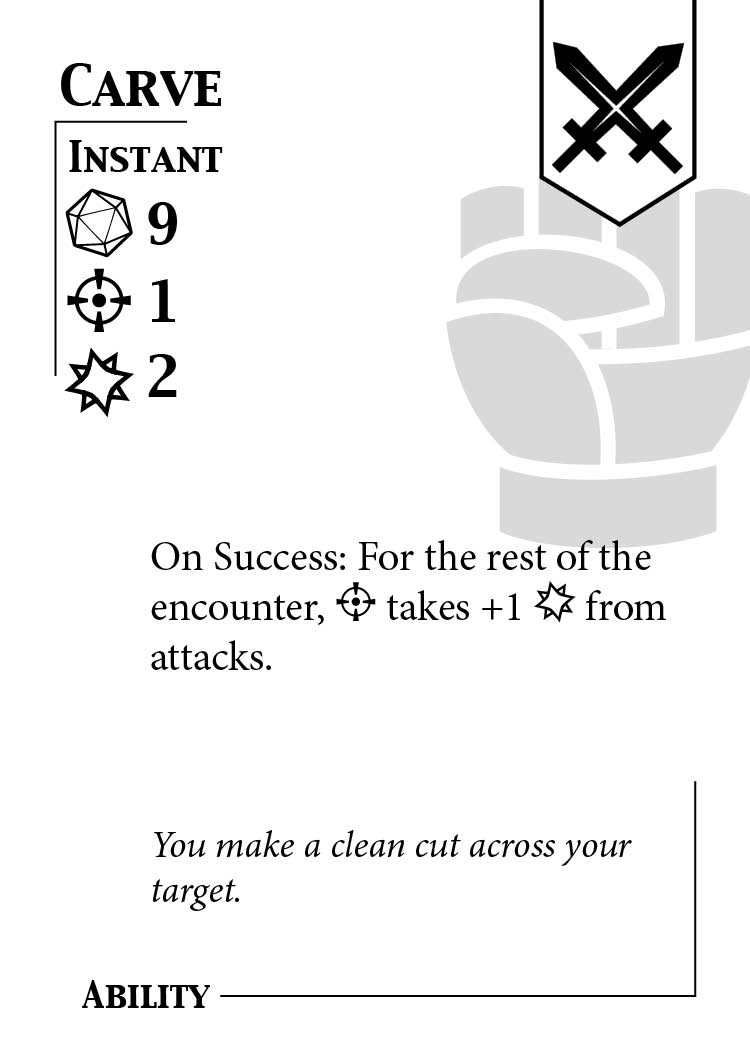 Carve
Instant
9
1
2
On Success: For the rest of the
encounter, takes +1 from
attacks.
You make a clean cut across your
target.
Ability